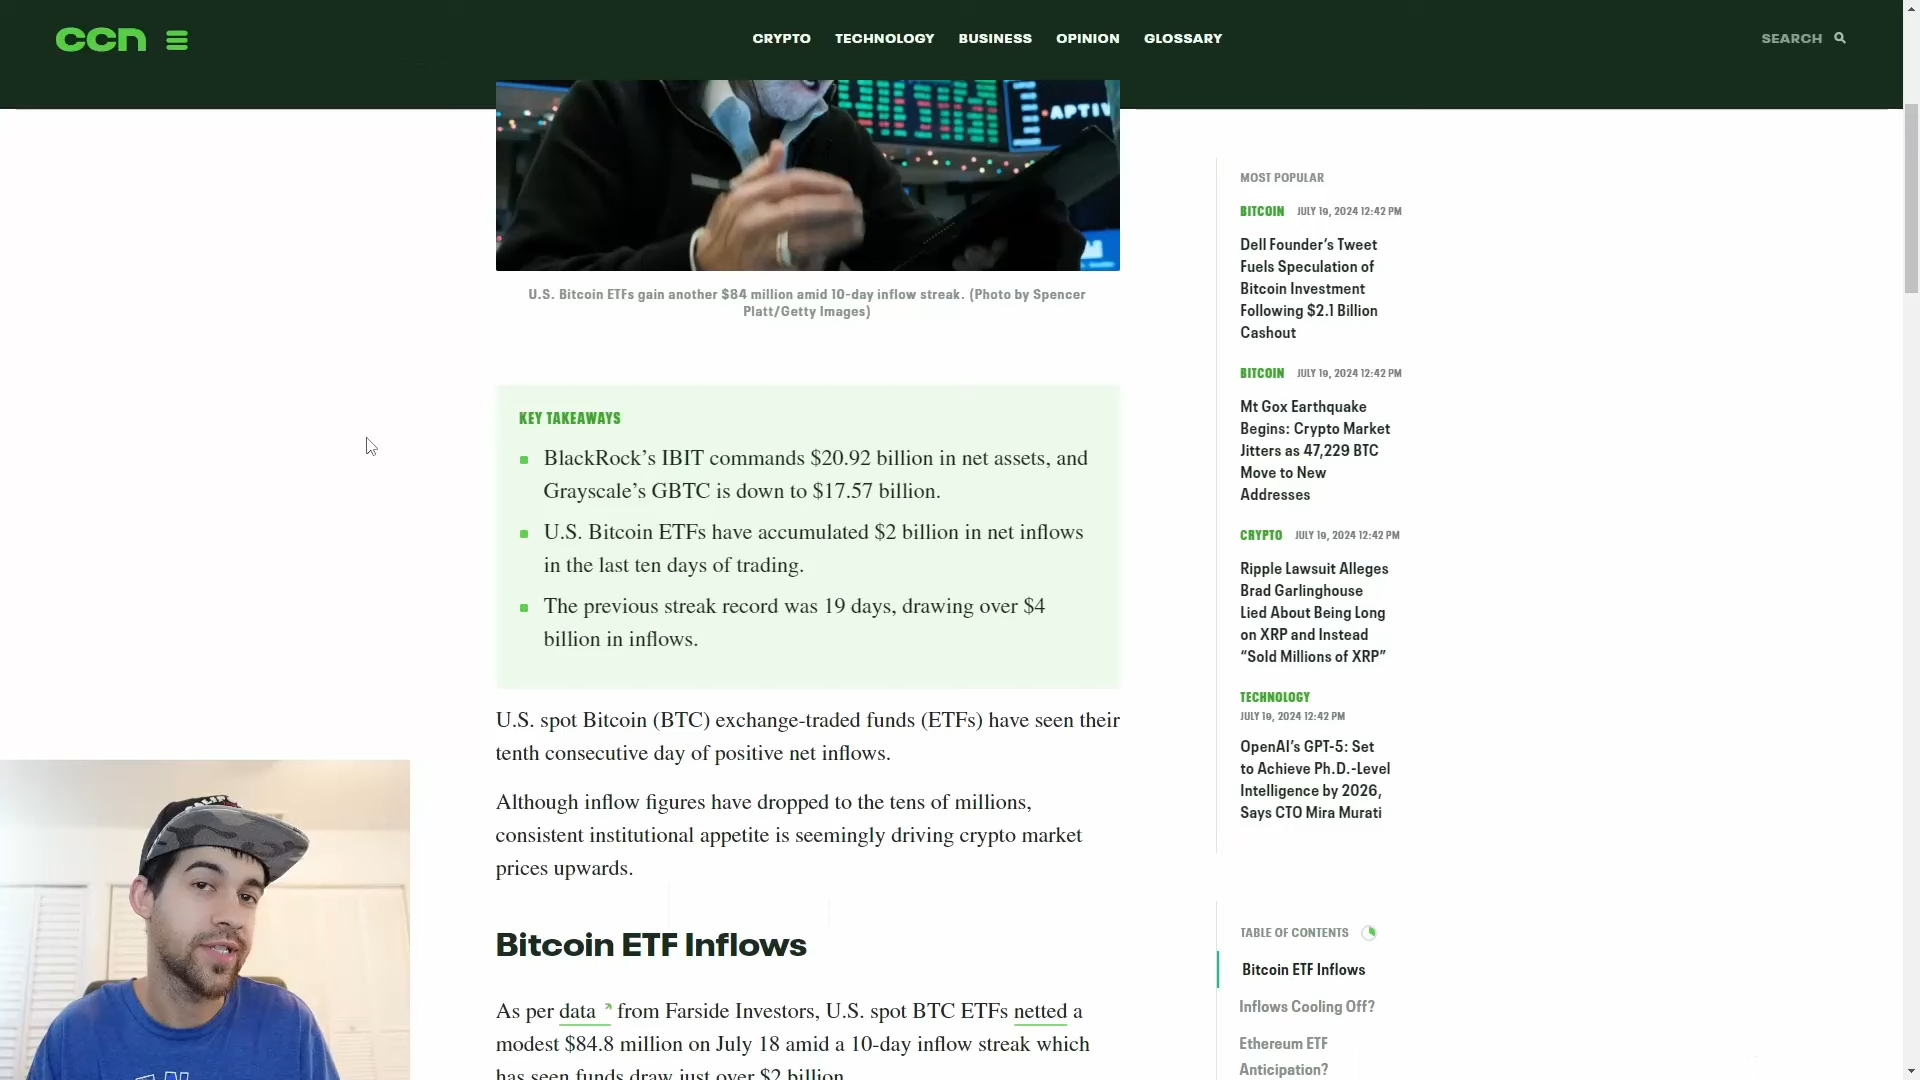 ccn
CRYPTO TECHNOLOGY BUSINESS OPINION GLOSSARY
SEARCH
APTIV
U.S. Bitcoin ETFs gain another $84 million amid 10-day inflow streak. (Photo by Spencer
Platt/Getty Images)
KEY TAKEAWAYS
BlackRock’s IBIT commands $20.92 billion in net assets, and
Grayscale’s GBTC is down to $17.57 billion.
U.S. Bitcoin ETFs have accumulated $2 billion in net inflows
in the last ten days of trading.
The previous streak record was 19 days, drawing over $4
billion in inflows.
U.S. spot Bitcoin (BTC) exchange-traded funds (ETFs) have seen their
tenth consecutive day of positive net inflows.
Although inflow figures have dropped to the tens of millions,
consistent institutional appetite is seemingly driving crypto market
prices upwards.
Bitcoin ETF Inflows
As per data from Farside Investors, U.S. spot BTC ETFs netted a
modest $84.8 million on July 18 amid a 10-day inflow streak which
has seen funds draw just over $2 billion.
MOST POPULAR
BITCOIN JULY 19, 2024 12:42 PM
Dell Founder’s Tweet
Fuels Speculation of
Bitcoin Investment
Following $2.1 Billion
Cashout
BITCOIN JULY 19, 2024 12:42 PM
Mt Gox Earthquake
Begins: Crypto Market
Jitters as 47,229 BTC
Move to New
Addresses
CRYPTO JULY 19, 2024 12:42 PM
Ripple Lawsuit Alleges
Brad Garlinghouse
Lied About Being Long
on XRP and Instead
“Sold Millions of XRP”
TECHNOLOGY
JULY 19, 2024 12:42 PM
OpenAI’s GPT-5: Set
to Achieve Ph.D.-Level
Intelligence by 2026,
Says CTO Mira Murati
TABLE OF CONTENTS
Bitcoin ETF Inflows
Inflows Cooling Off?
Ethereum ETF
Anticipation?